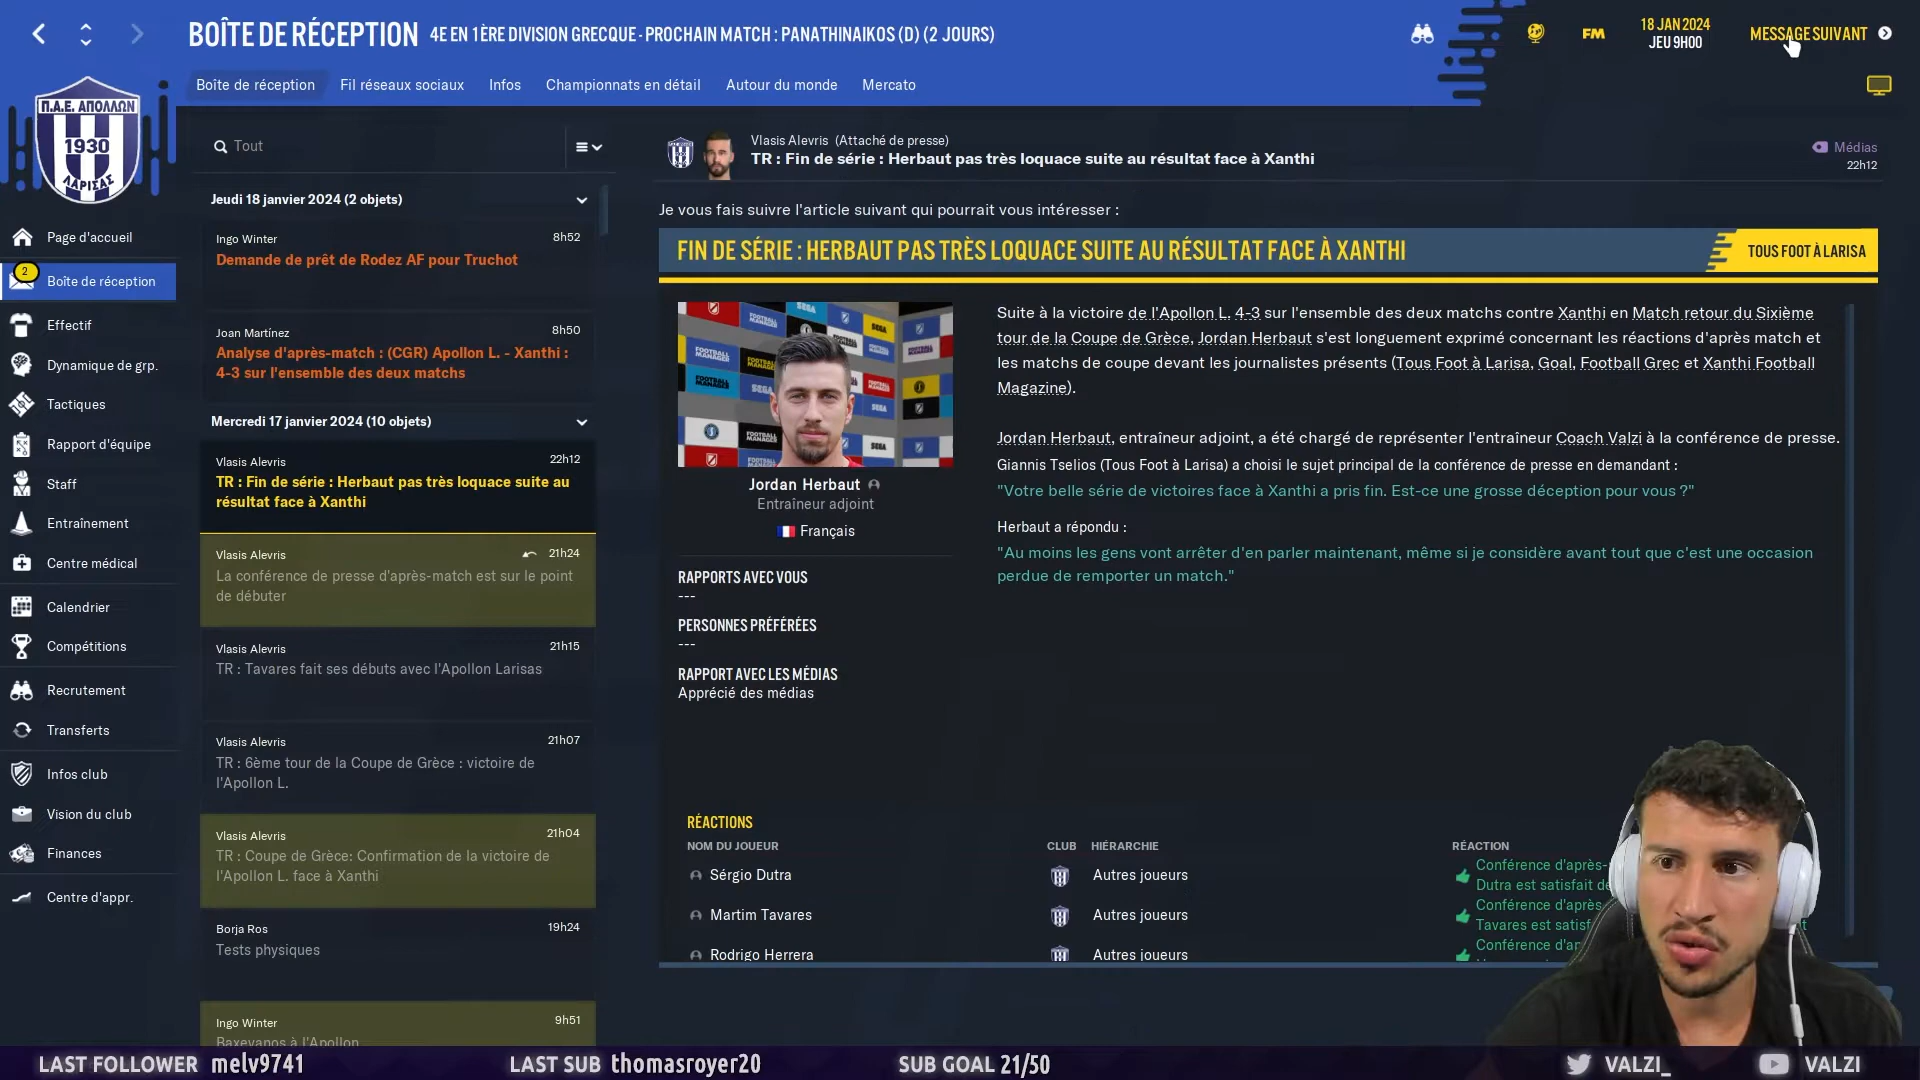 BOÎTE DE RÉCEPTION
4E EN 1ÈRE DIVISION GRECQUE - PROCHAIN MATCH : PANATHINAIKOS (D) (2 JOURS)
FM
18 JAN 2024
JEU 9H00
MESSAGE SUIVANT
Boîte de réception
Fil réseaux sociaux
Infos
Championnats en détail
Autour du monde
Mercato
Π.Α.Ε. ΑΠΟΛΛΩΝ
1930
ΛΑΡΙΣΑΣ
Page d'accueil
2
Boîte de réception
Effectif
Dynamique de grp.
Tactiques
Rapport d'équipe
Staff
Entraînement
Centre médical
Calendrier
Compétitions
Recrutement
Transferts
Infos club
Vision du club
Finances
Centre d'appr.
Tout
Jeudi 18 janvier 2024 (2 objets)
Ingo Winter
8h52
Demande de prêt de Rodez AF pour Truchot
Joan Martínez
8h50
Analyse d'après-match : (CGR) Apollon L. - Xanthi :
4-3 sur l'ensemble des deux matchs
Mercredi 17 janvier 2024 (10 objets)
Vlasis Alevris
22h12
TR : Fin de série : Herbaut pas très loquace suite au
résultat face à Xanthi
Vlasis Alevris
21h24
La conférence de presse d'après-match est sur le point
de débuter
Vlasis Alevris
21h15
TR : Tavares fait ses débuts avec l'Apollon Larisas
Vlasis Alevris
21h07
TR : 6ème tour de la Coupe de Grèce : victoire de
l'Apollon L.
Vlasis Alevris
21h04
TR : Coupe de Grèce: Confirmation de la victoire de
l'Apollon L. face à Xanthi
Borja Ros
19h24
Tests physiques
Ingo Winter
9h51
Baxevanos à l'Apollon
Vlasis Alevris (Attaché de presse)
TR : Fin de série : Herbaut pas très loquace suite au résultat face à Xanthi
Médias
22h12
Je vous fais suivre l'article suivant qui pourrait vous intéresser :
FIN DE SÉRIE : HERBAUT PAS TRÈS LOQUACE SUITE AU RÉSULTAT FACE À XANTHI
TOUS FOOT À LARISA
Jordan Herbaut
Entraîneur adjoint
Français
RAPPORTS AVEC VOUS
---
PERSONNES PRÉFÉRÉES
---
RAPPORT AVEC LES MÉDIAS
Apprécié des médias
Suite à la victoire de l'Apollon L. 4-3 sur l'ensemble des deux matchs contre Xanthi en Match retour du Sixième
tour de la Coupe de Grèce, Jordan Herbaut s'est longuement exprimé concernant les réactions d'après match et
les matchs de coupe devant les journalistes présents (Tous Foot à Larisa, Goal, Football Grec et Xanthi Football
Magazine).
Jordan Herbaut, entraîneur adjoint, a été chargé de représenter l'entraîneur Coach Valzi à la conférence de presse.
Giannis Tselios (Tous Foot à Larisa) a choisi le sujet principal de la conférence de presse en demandant :
"Votre belle série de victoires face à Xanthi a pris fin. Est-ce une grosse déception pour vous ?"
Herbaut a répondu :
"Au moins les gens vont arrêter d'en parler maintenant, même si je considère avant tout que c'est une occasion
perdue de remporter un match."
RÉACTIONS
NOM DU JOUEUR
CLUB
HIÉRARCHIE
RÉACTION
Sérgio Dutra
Autres joueurs
Conférence d'après-
Dutra est satisfait de
Martim Tavares
Autres joueurs
Conférence d'après
Tavares est satisf
Rodrigo Herrera
Autres joueurs
Conférence d'ap
LAST FOLLOWER melv9741
LAST SUB thomasroyer20
SUB GOAL 21/50
VALZI_
VALZI